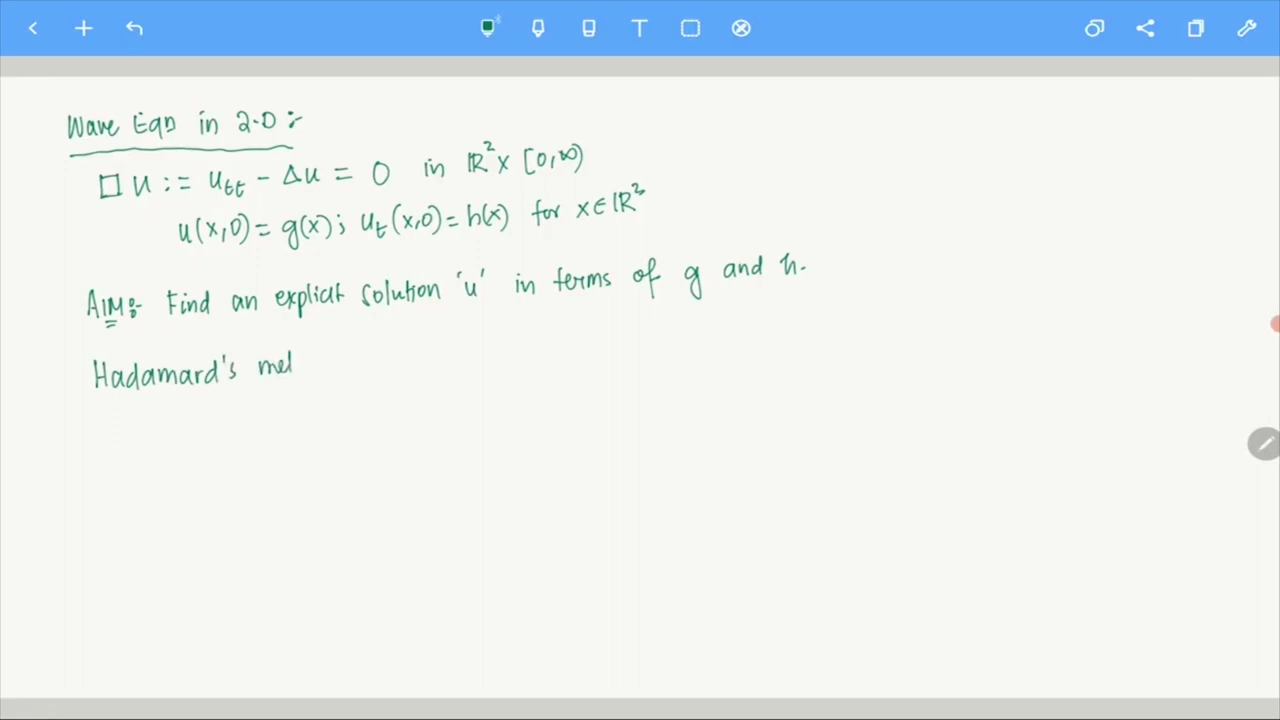 Wave Eqn in 2-D :-
□ u := u_tt - Δu = 0 in ℝ² × [0,∞)
u(x,0) = g(x); u_t(x,0) = h(x) for x ∈ ℝ²
AIM:- Find an explicit solution 'u' in terms of g and h.
Hadamard's met